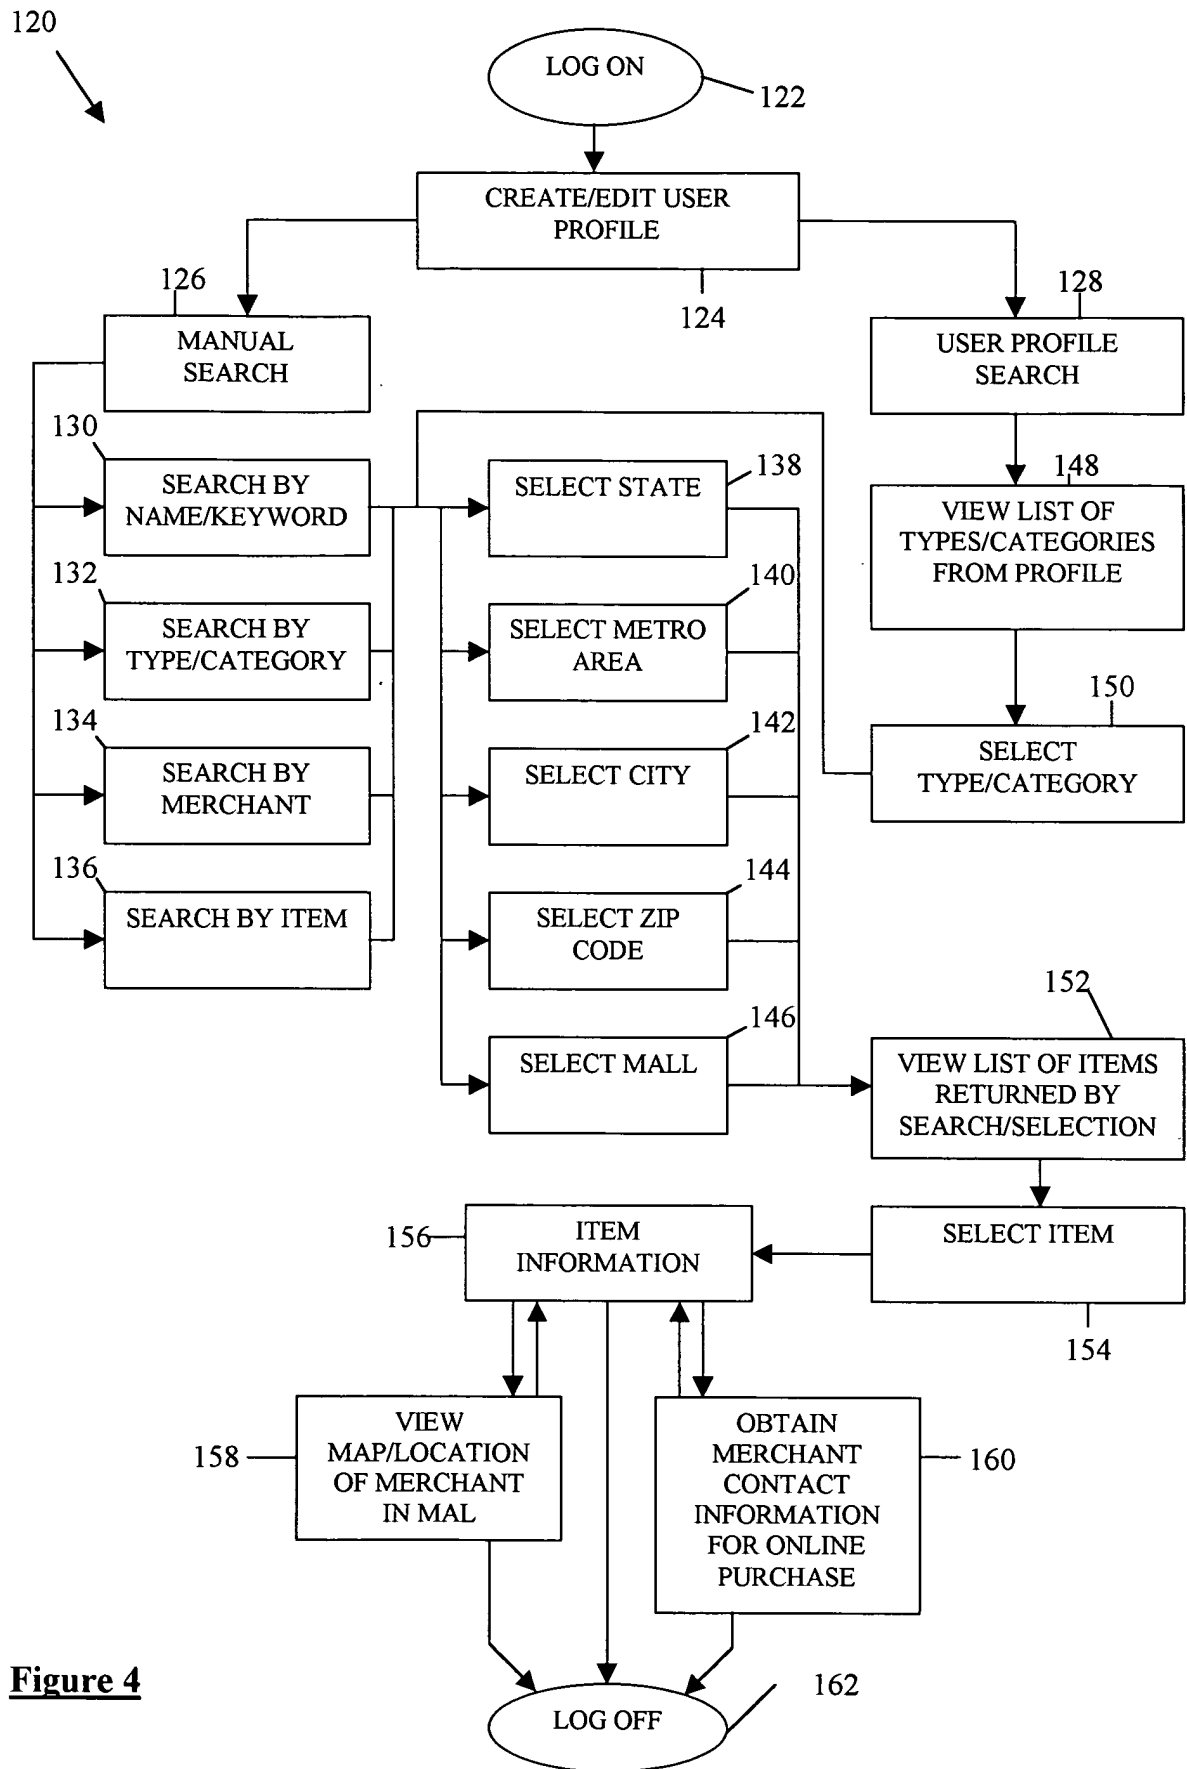 120
LOG ON
122
CREATE/EDIT USER
PROFILE
124
126
MANUAL
SEARCH
128
USER PROFILE
SEARCH
130
SEARCH BY
NAME/KEYWORD
138
SELECT STATE
148
VIEW LIST OF
TYPES/CATEGORIES
FROM PROFILE
132
SEARCH BY
TYPE/CATEGORY
140
SELECT METRO
AREA
150
SELECT
TYPE/CATEGORY
134
SEARCH BY
MERCHANT
142
SELECT CITY
136
SEARCH BY ITEM
144
SELECT ZIP
CODE
146
SELECT MALL
152
VIEW LIST OF ITEMS
RETURNED BY
SEARCH/SELECTION
156
ITEM
INFORMATION
SELECT ITEM
154
158
VIEW
MAP/LOCATION
OF MERCHANT
IN MAL
OBTAIN
MERCHANT
CONTACT
INFORMATION
FOR ONLINE
PURCHASE
160
Figure 4
LOG OFF
162